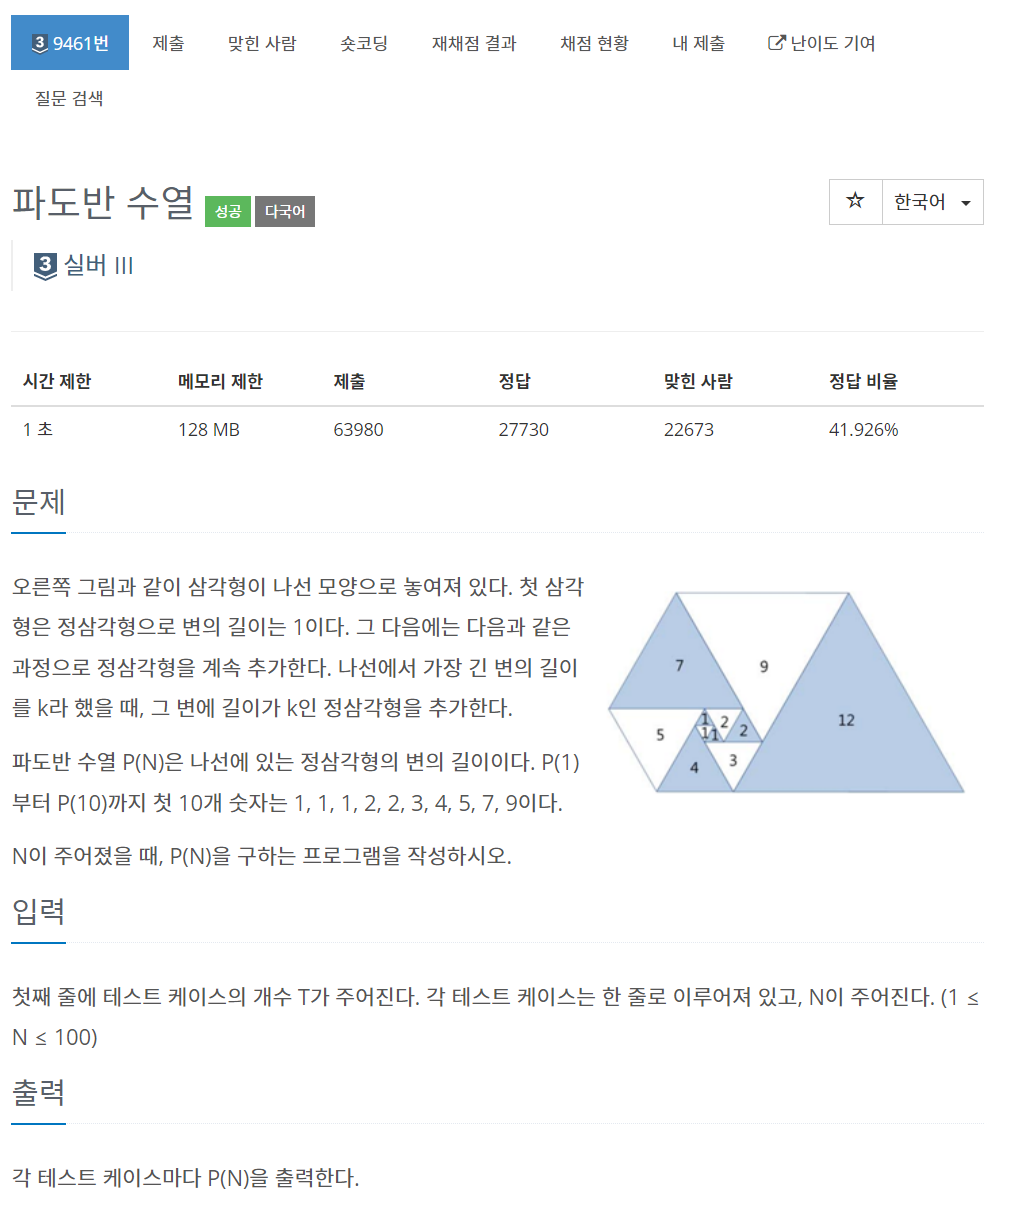 3 9461번 제출 맞힌 사람 숏코딩 재채점 결과 채점 현황 내 제출 난이도 기여
질문 검색
파도반 수열 성공 다국어 한국어
3 실버 III
시간 제한 메모리 제한 제출 정답 맞힌 사람 정답 비율
1 초 128 MB 63980 27730 22673 41.926%
문제
오른쪽 그림과 같이 삼각형이 나선 모양으로 놓여져 있다. 첫 삼각
형은 정삼각형으로 변의 길이는 1이다. 그 다음에는 다음과 같은
과정으로 정삼각형을 계속 추가한다. 나선에서 가장 긴 변의 길이
를 k라 했을 때, 그 변에 길이가 k인 정삼각형을 추가한다.
파도반 수열 P(N)은 나선에 있는 정삼각형의 변의 길이이다. P(1)
부터 P(10)까지 첫 10개 숫자는 1, 1, 1, 2, 2, 3, 4, 5, 7, 9이다.
N이 주어졌을 때, P(N)을 구하는 프로그램을 작성하시오.
7 9
12
1 2
5 1 1 2
4 3
입력
첫째 줄에 테스트 케이스의 개수 T가 주어진다. 각 테스트 케이스는 한 줄로 이루어져 있고, N이 주어진다. (1 ≤
N ≤ 100)
출력
각 테스트 케이스마다 P(N)을 출력한다.